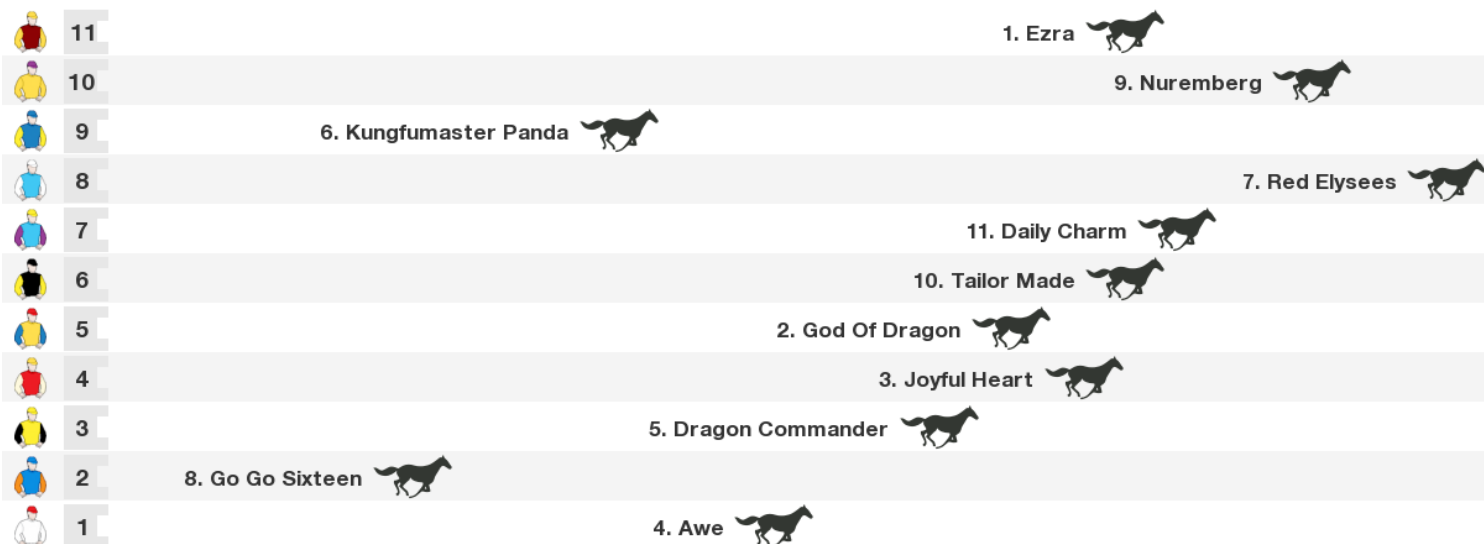 11 1. Ezra
10 9. Nuremberg
9 6. Kungfumaster Panda
8 7. Red Elysees
7 11. Daily Charm
6 10. Tailor Made
5 2. God Of Dragon
4 3. Joyful Heart
3 5. Dragon Commander
2 8. Go Go Sixteen
1 4. Awe